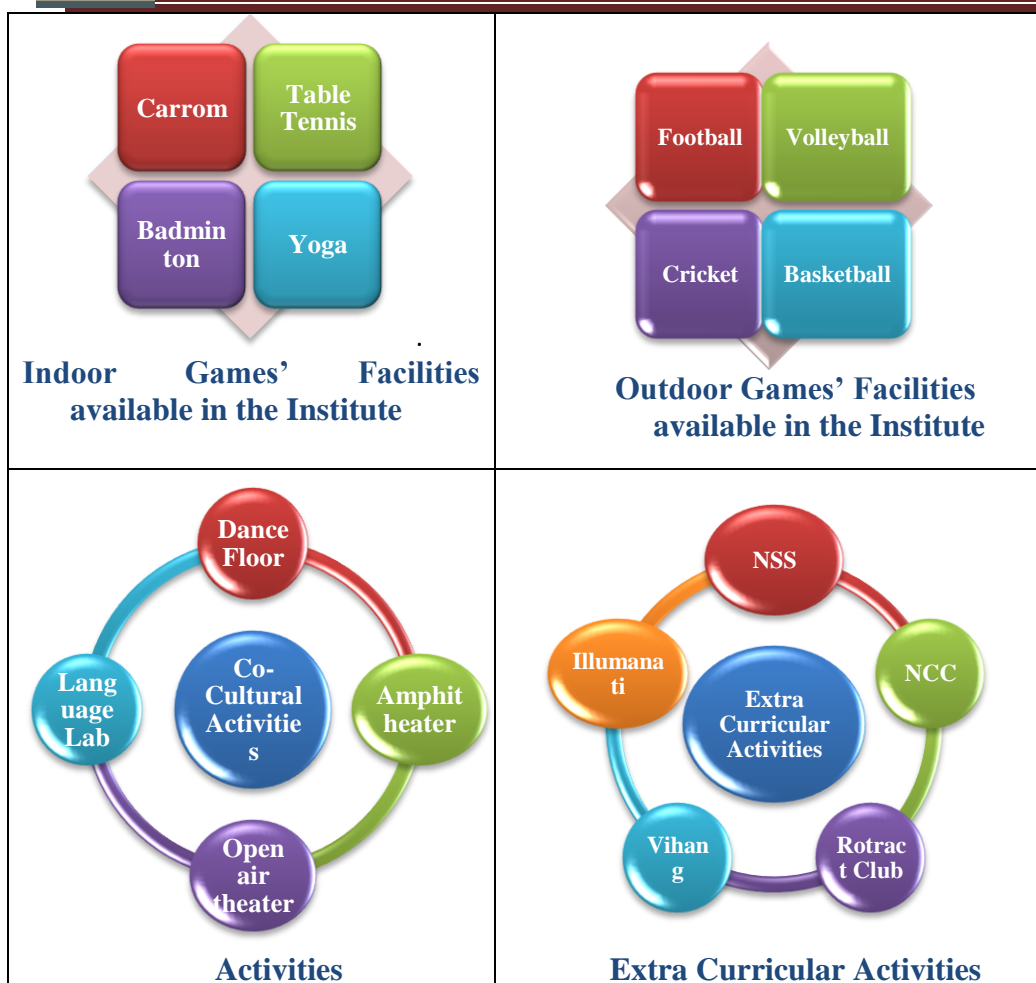 Carrom
Table
Tennis
Badmin
ton
Yoga
.
Indoor Games’ Facilities
available in the Institute
Football
Volleyball
Cricket
Basketball
Outdoor Games’ Facilities
available in the Institute
Dance
Floor
Co-
Cultural
Activitie
s
Lang
uage
Lab
Amphit
heater
Open
air
theater
Activities
NSS
Illumana
ti
NCC
Extra
Curricular
Activities
Vihan
g
Rotrac
t Club
Extra Curricular Activities